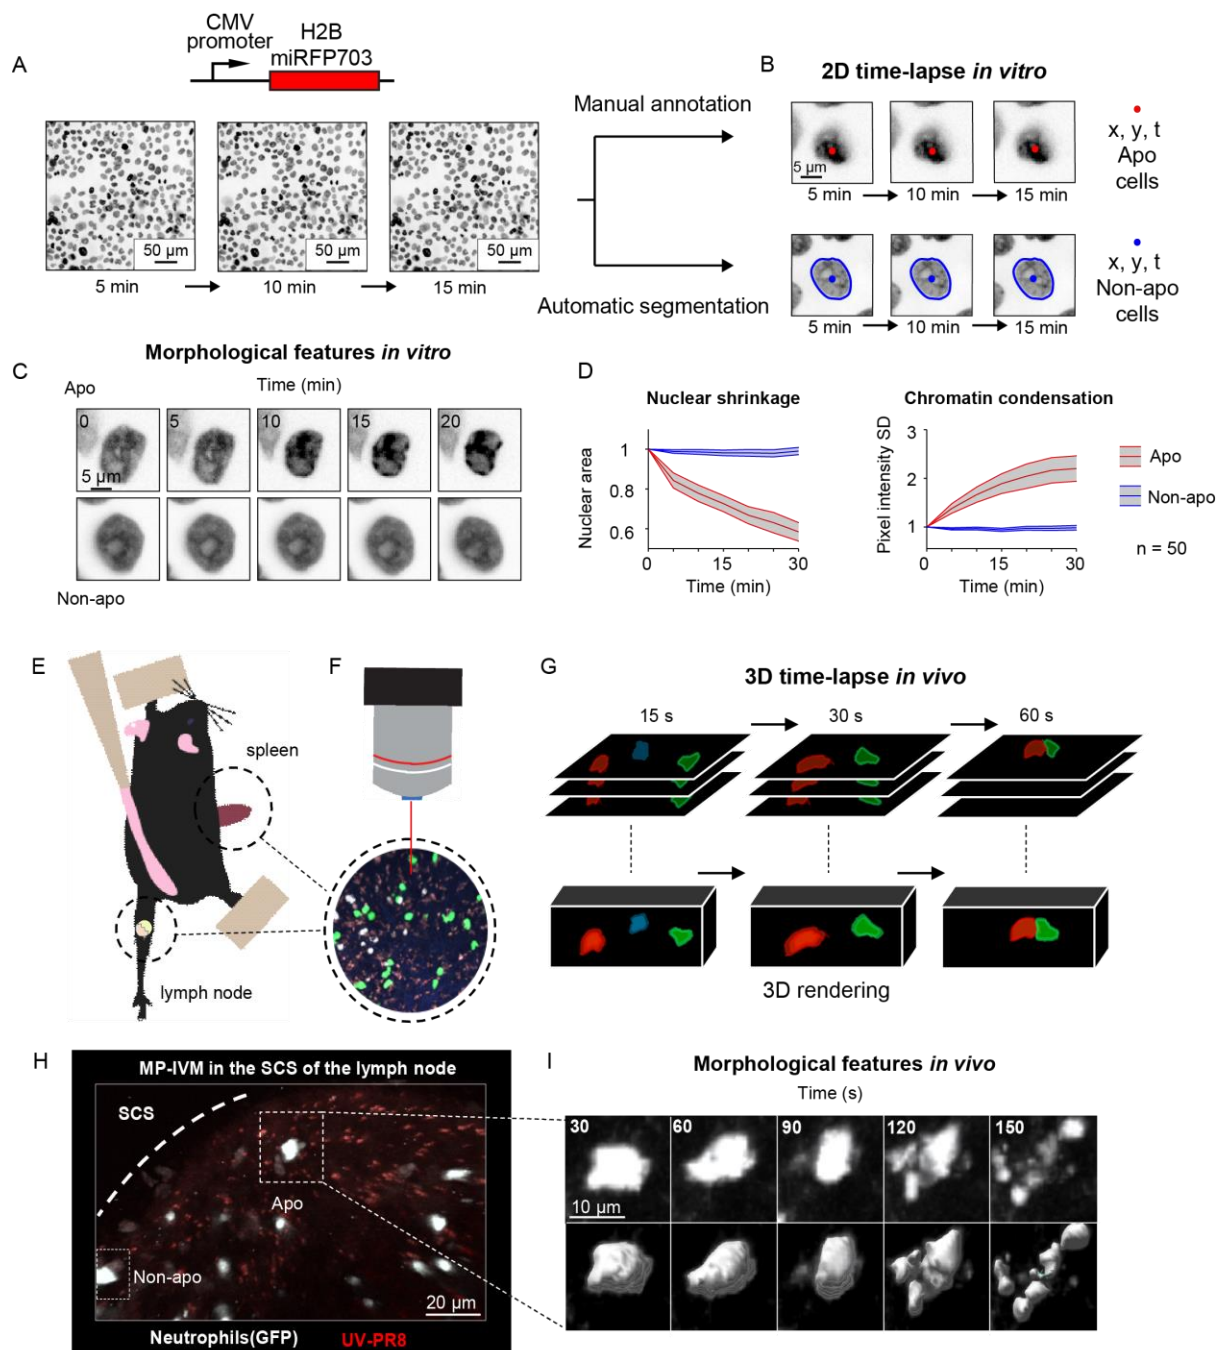 A
CMV
promoter
H2B
miRFP703
50 µm
50 µm
50 µm
5 min
10 min
15 min
Manual annotation
Automatic segmentation
B
2D time-lapse in vitro
5 µm
5 min
10 min
15 min
x, y, t
Apo
cells
5 min
10 min
15 min
x, y, t
Non-apo
cells
Morphological features in vitro
C
Apo
Time (min)
0
5
10
15
20
5 µm
Non-apo
D
Nuclear shrinkage
Nuclear area
1
0.8
0.6
0
15
30
Time (min)
Chromatin condensation
Pixel intensity SD
3
2
1
0
15
30
Time (min)
Apo
Non-apo
n = 50
E
spleen
lymph node
F
G
3D time-lapse in vivo
15 s
30 s
60 s
3D rendering
H
MP-IVM in the SCS of the lymph node
SCS
Apo
Non-apo
20 µm
Neutrophils(GFP)
UV-PR8
I
Morphological features in vivo
Time (s)
30
60
90
120
150
10 µm